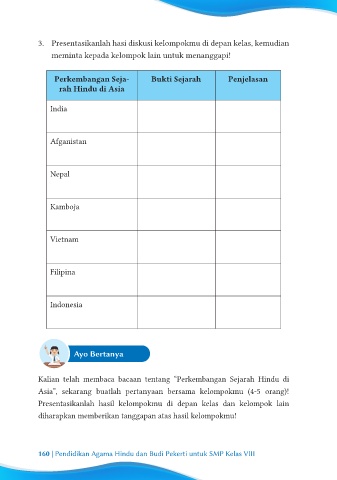 3. Presentasikanlah hasi diskusi kelompokmu di depan kelas, kemudian
meminta kepada kelompok lain untuk menanggapi!
Perkembangan Seja-
rah Hindu di Asia
Bukti Sejarah
Penjelasan
India
Afganistan
Nepal
Kamboja
Vietnam
Filipina
Indonesia
Ayo Bertanya
Kalian telah membaca bacaan tentang "Perkembangan Sejarah Hindu di
Asia", sekarang buatlah pertanyaan bersama kelompokmu (4-5 orang)!
Presentasikanlah hasil kelompokmu di depan kelas dan kelompok lain
diharapkan memberikan tanggapan atas hasil kelompokmu!
160 | Pendidikan Agama Hindu dan Budi Pekerti untuk SMP Kelas VIII